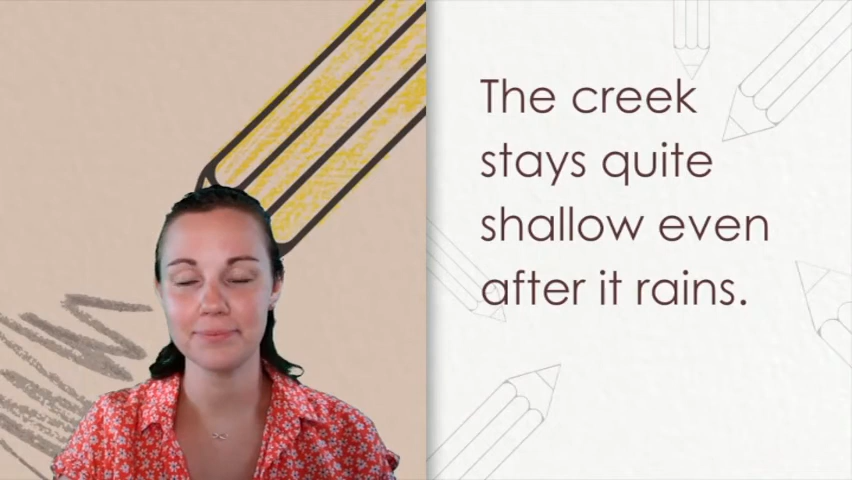 The creek
stays quite
shallow even
after it rains.